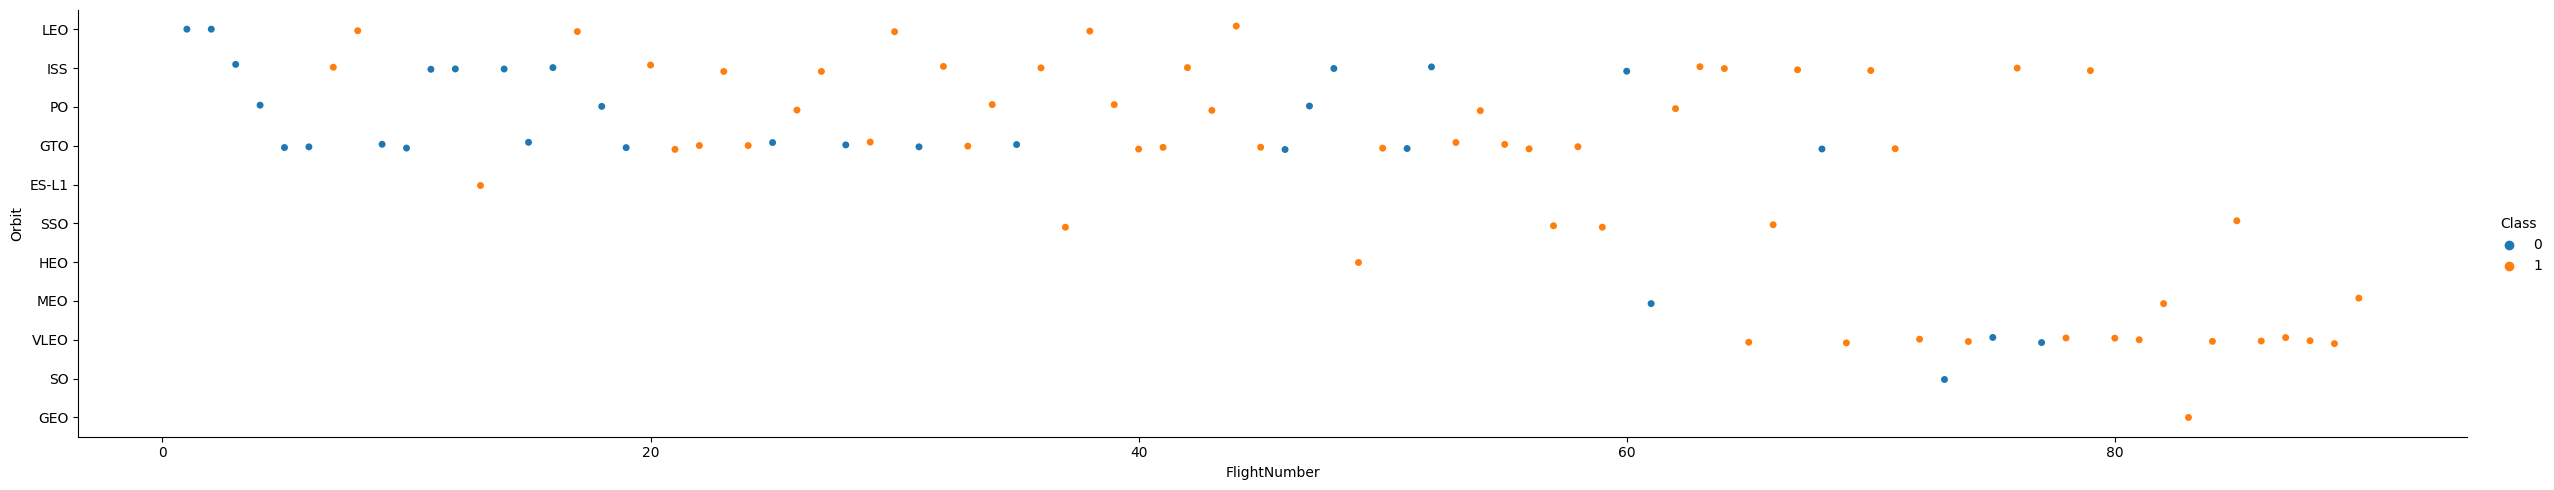 LEO
ISS
PO
GTO
ES-L1
SSO
HEO
MEO
VLEO
SO
GEO
Orbit
0 20 40 60 80
FlightNumber
Class
0
1